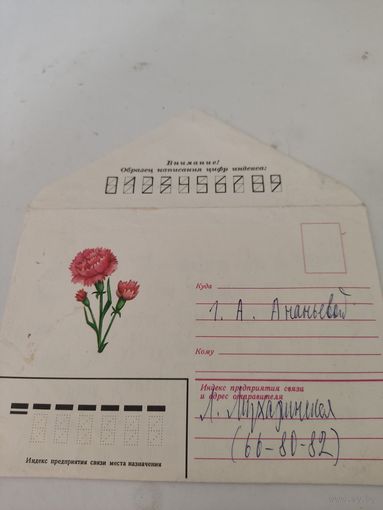 Внимание!
Образец написания цифр индекса:
0123456789
Куда
Г. А. Ананьевой
Кому
Индекс предприятия связи
и адрес отправителя
Л.
(66-80-82)
Индекс предприятия связи места назначения